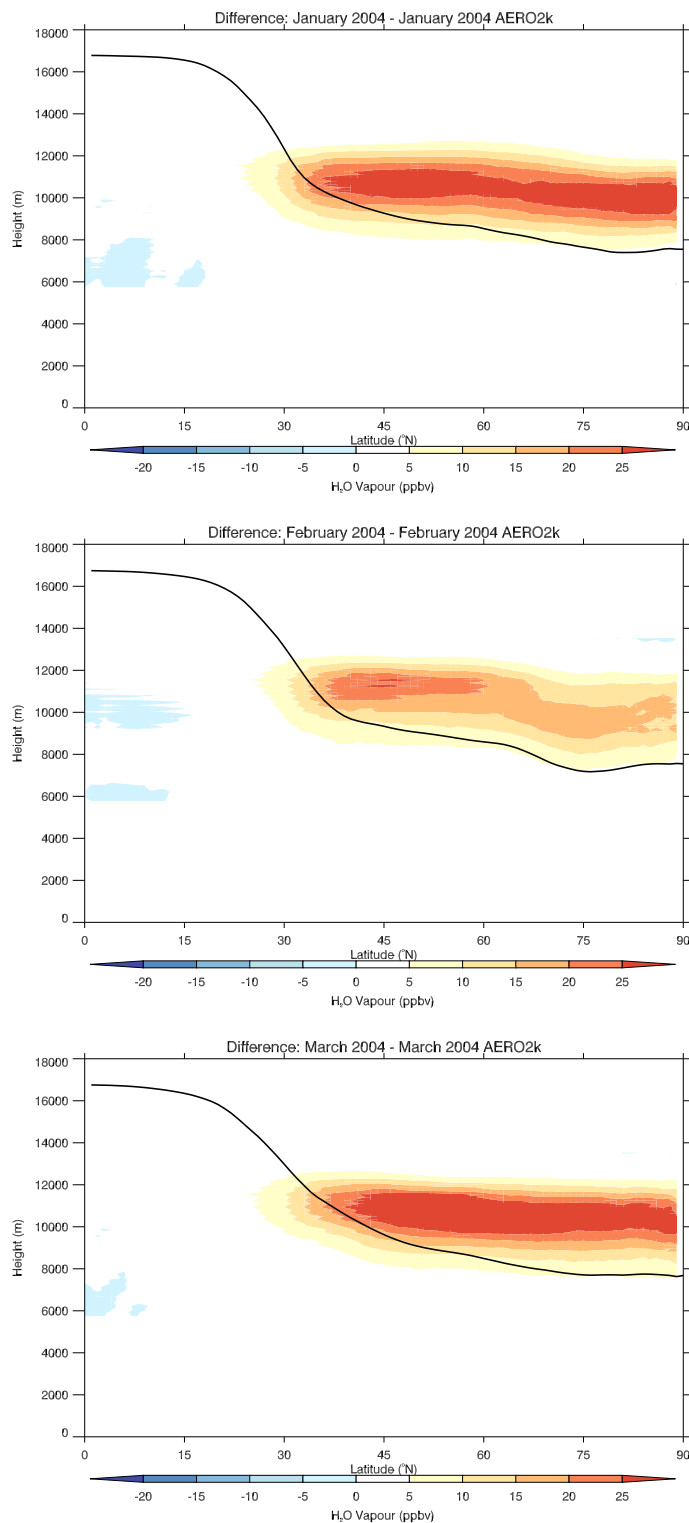 Difference: January 2004 - January 2004 AERO2k
18000
16000
14000
12000
10000
8000
6000
4000
2000
0
Height (m)
0 15 30 45 60 75 90
Latitude (°N)
-20 -15 -10 -5 0 5 10 15 20 25
H₂O Vapour (ppbv)
Difference: February 2004 - February 2004 AERO2k
18000
16000
14000
12000
10000
8000
6000
4000
2000
0
Height (m)
0 15 30 45 60 75 90
Latitude (°N)
-20 -15 -10 -5 0 5 10 15 20 25
H₂O Vapour (ppbv)
Difference: March 2004 - March 2004 AERO2k
18000
16000
14000
12000
10000
8000
6000
4000
2000
0
Height (m)
0 15 30 45 60 75 90
Latitude (°N)
-20 -15 -10 -5 0 5 10 15 20 25
H₂O Vapour (ppbv)